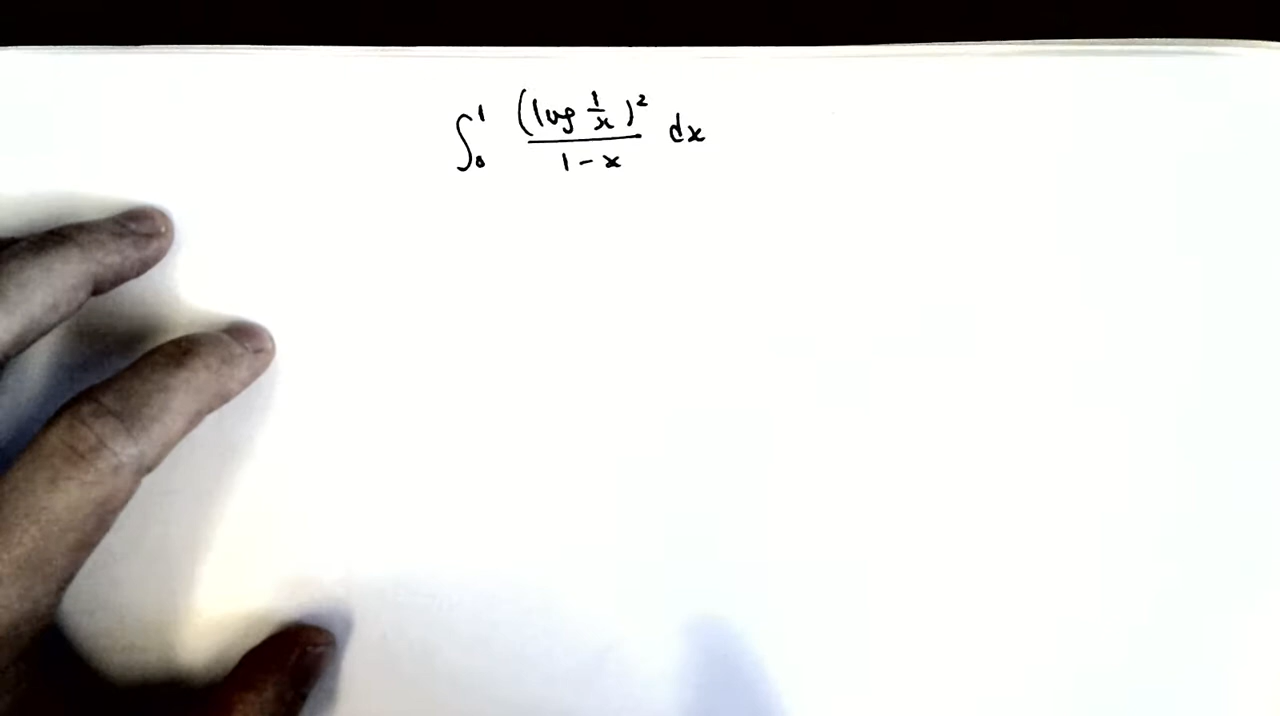 ∫₀¹ (log 1/x)² / (1 - x) dx